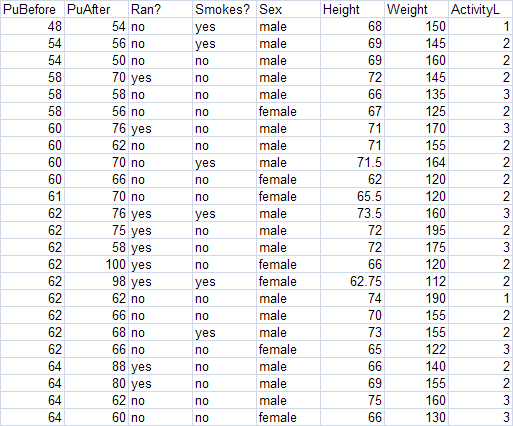 PuBefore PuAfter Ran? Smokes? Sex Height Weight ActivityL
48 54 no yes male 68 150 1
54 56 no yes male 69 145 2
54 50 no no male 69 160 2
58 70 yes no male 72 145 2
58 58 no no male 66 135 3
58 56 no no female 67 125 2
60 76 yes no male 71 170 3
60 62 no no male 71 155 2
60 70 no yes male 71.5 164 2
60 66 no no female 62 120 2
61 70 no no female 65.5 120 2
62 76 yes yes male 73.5 160 3
62 75 yes no male 72 195 2
62 58 yes no male 72 175 3
62 100 yes no female 66 120 2
62 98 yes yes female 62.75 112 2
62 62 no no male 74 190 1
62 66 no no male 70 155 2
62 68 no yes male 73 155 2
62 66 no no female 65 122 3
64 88 yes no male 66 140 2
64 80 yes no male 69 155 2
64 62 no no male 75 160 3
64 60 no no female 66 130 3